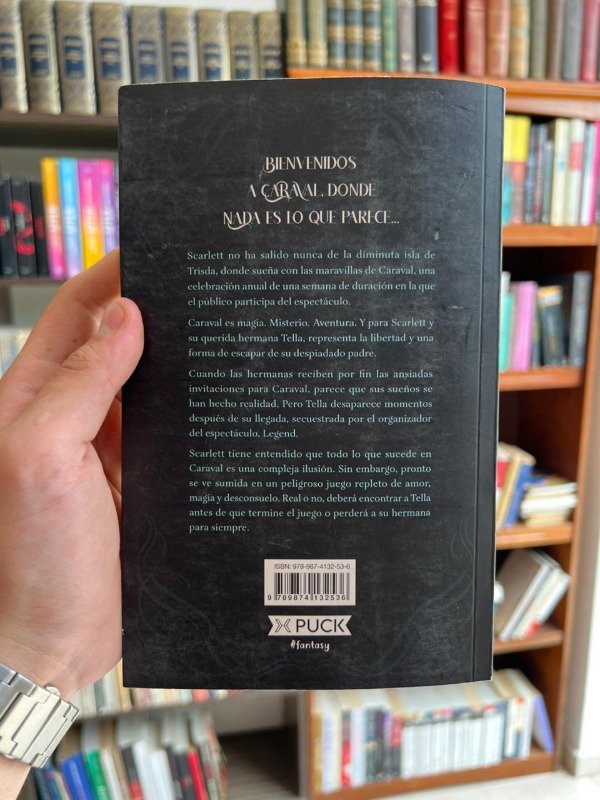 BIENVENIDOS
A CARAVAL, DONDE
NADA ES LO QUE PARECE...
Scarlett no ha salido nunca de la diminuta isla de
Trisda, donde sueña con las maravillas de Caraval, una
celebración anual de una semana de duración en la que
el público participa del espectáculo.
Caraval es magia. Misterio. Aventura. Y para Scarlett y
su querida hermana Tella, representa la libertad y una
forma de escapar de su despiadado padre.
Cuando las hermanas reciben por fin las ansiadas
invitaciones para Caraval, parece que sus sueños se
han hecho realidad. Pero Tella desaparece momentos
después de su llegada, secuestrada por el organizador
del espectáculo, Legend.
Scarlett tiene entendido que todo lo que sucede en
Caraval es una compleja ilusión. Sin embargo, pronto
se ve sumida en un peligroso juego repleto de amor,
magia y desconsuelo. Real o no, deberá encontrar a Tella
antes de que termine el juego o perderá a su hermana
para siempre.
ISBN: 978-987-4132-53-6
9 789874 132536
PUCK
#fantasy